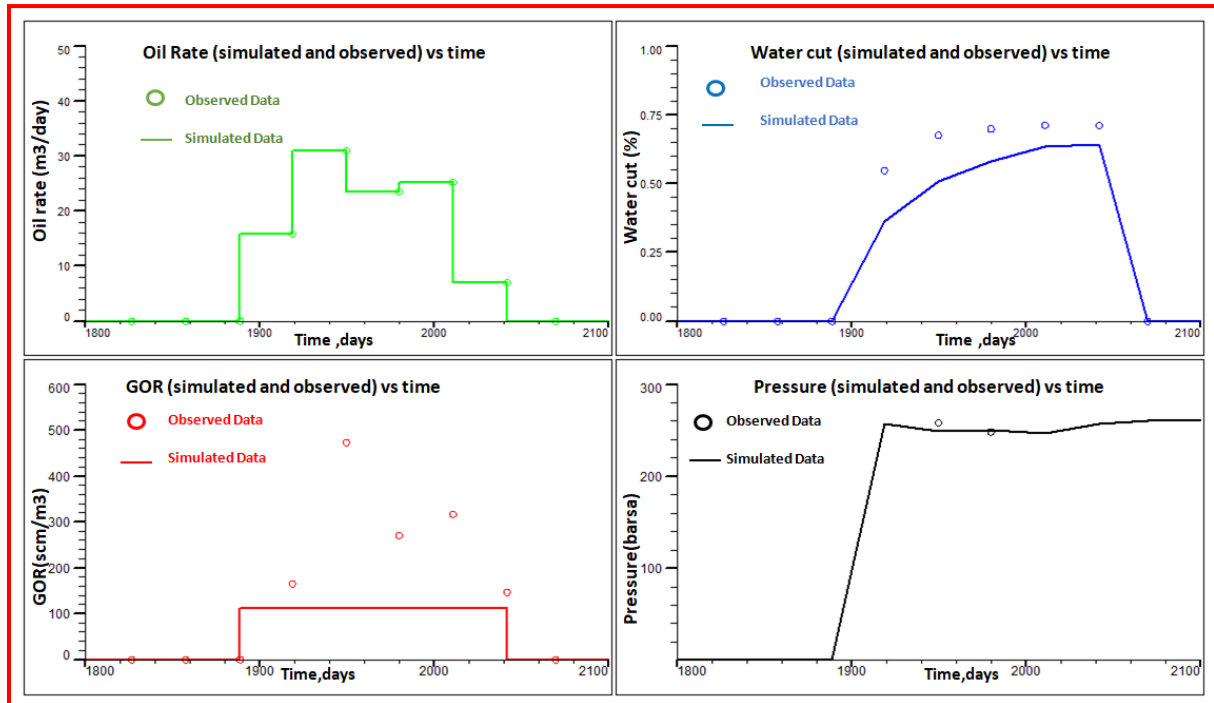 Oil Rate (simulated and observed) vs time
Observed Data
Simulated Data
Oil rate (m3/day)
50
40
30
20
10
0
1800
1900
2000
2100
Time ,days
Water cut (simulated and observed) vs time
Observed Data
Simulated Data
Water cut (%)
1.00
0.75
0.50
0.25
0.00
1800
1900
2000
2100
Time ,days
GOR (simulated and observed) vs time
Observed Data
Simulated Data
GOR(scm/m3)
600
500
400
300
200
100
0
1800
1900
2000
2100
Time,days
Pressure (simulated and observed) vs time
Observed Data
Simulated Data
Pressure(barsa)
300
200
100
1800
1900
2000
2100
Time,days